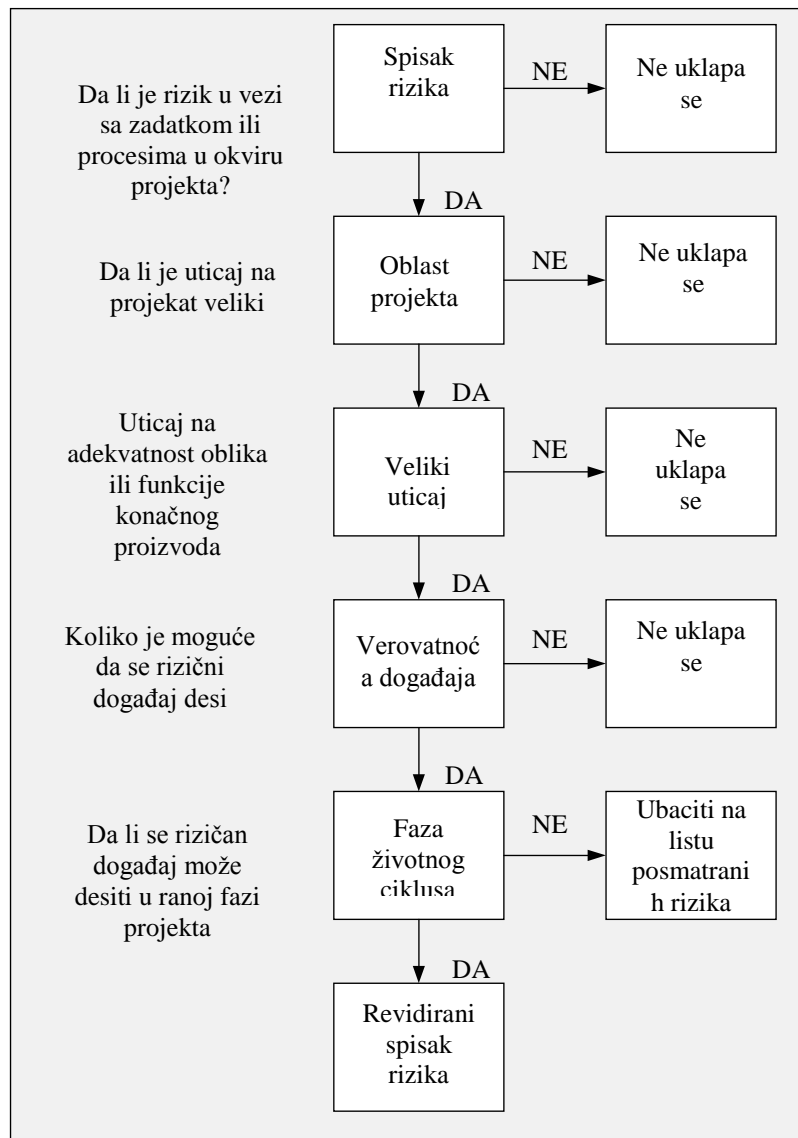 Da li je rizik u vezi
sa zadatkom ili
procesima u okviru
projekta?
Spisak
rizika
NE
Ne uklapa
se
DA
Da li je uticaj na
projekat veliki
Oblast
projekta
NE
Ne uklapa
se
DA
Uticaj na
adekvatnost oblika
ili funkcije
konačnog
proizvoda
Veliki
uticaj
NE
Ne
uklapa
se
DA
Koliko je moguće
da se rizični
događaj desi
Verovatnoć
a događaja
NE
Ne uklapa
se
DA
Da li se rizičan
događaj može
desiti u ranoj fazi
projekta
Faza
životnog
ciklusa
NE
Ubaciti na
listu
posmatrani
h rizika
DA
Revidirani
spisak
rizika